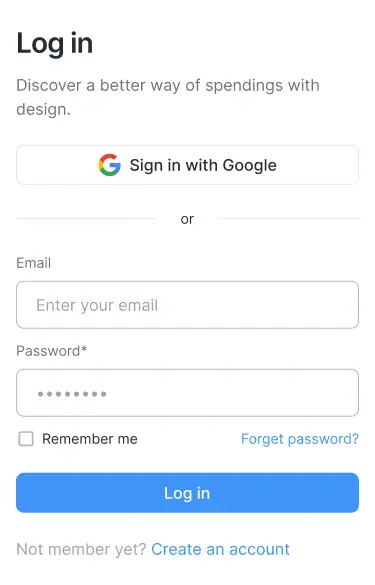 Log in
Discover a better way of spendings with
design.
Sign in with Google
or
Email
Enter your email
Password*
••••••••
Remember me Forget password?
Log in
Not member yet? Create an account